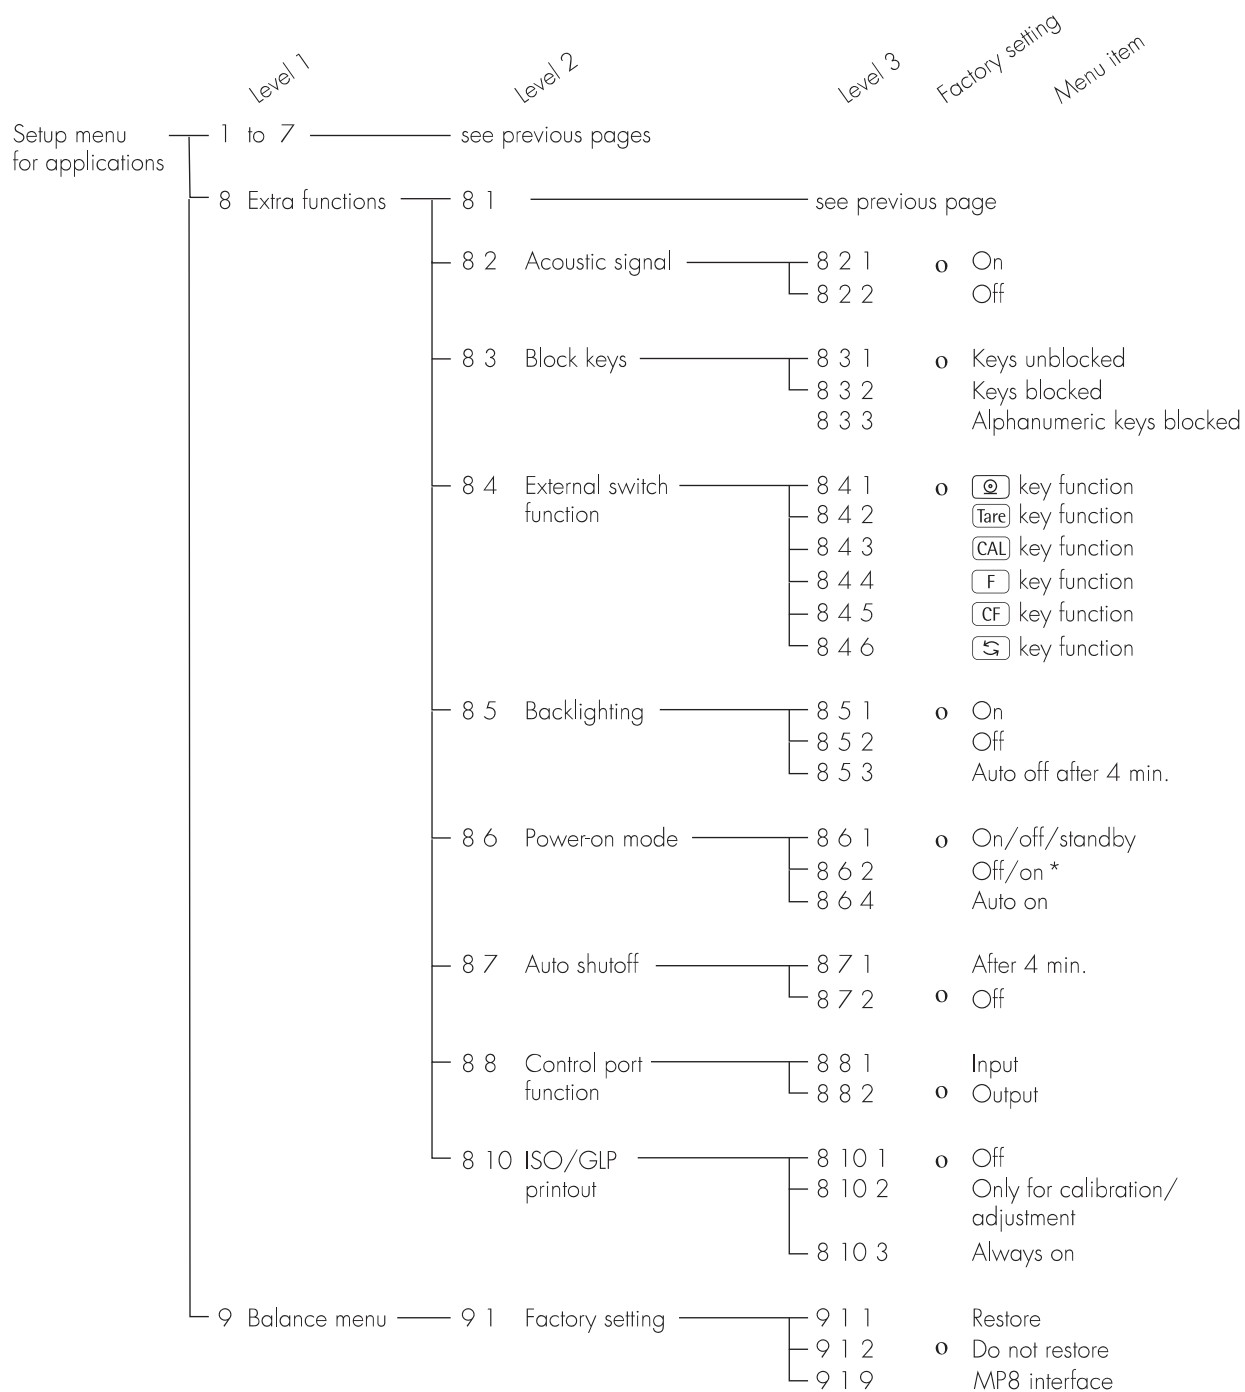 Level 1 Level 2 Level 3 Factory setting Menu item
Setup menu 1 to 7 see previous pages
for applications
8 Extra functions 8 1 see previous page
8 2 Acoustic signal 8 2 1 o On
8 2 2 Off
8 3 Block keys 8 3 1 o Keys unblocked
8 3 2 Keys blocked
8 3 3 Alphanumeric keys blocked
8 4 External switch 8 4 1 o key function
function 8 4 2 Tare key function
8 4 3 CAL key function
8 4 4 F key function
8 4 5 CF key function
8 4 6 key function
8 5 Backlighting 8 5 1 o On
8 5 2 Off
8 5 3 Auto off after 4 min.
8 6 Power-on mode 8 6 1 o On/off/standby
8 6 2 Off/on *
8 6 4 Auto on
8 7 Auto shutoff 8 7 1 After 4 min.
8 7 2 o Off
8 8 Control port 8 8 1 Input
function 8 8 2 o Output
8 10 ISO/GLP 8 10 1 o Off
printout 8 10 2 Only for calibration/
adjustment
8 10 3 Always on
9 Balance menu 9 1 Factory setting 9 1 1 Restore
9 1 2 o Do not restore
9 1 9 MP8 interface